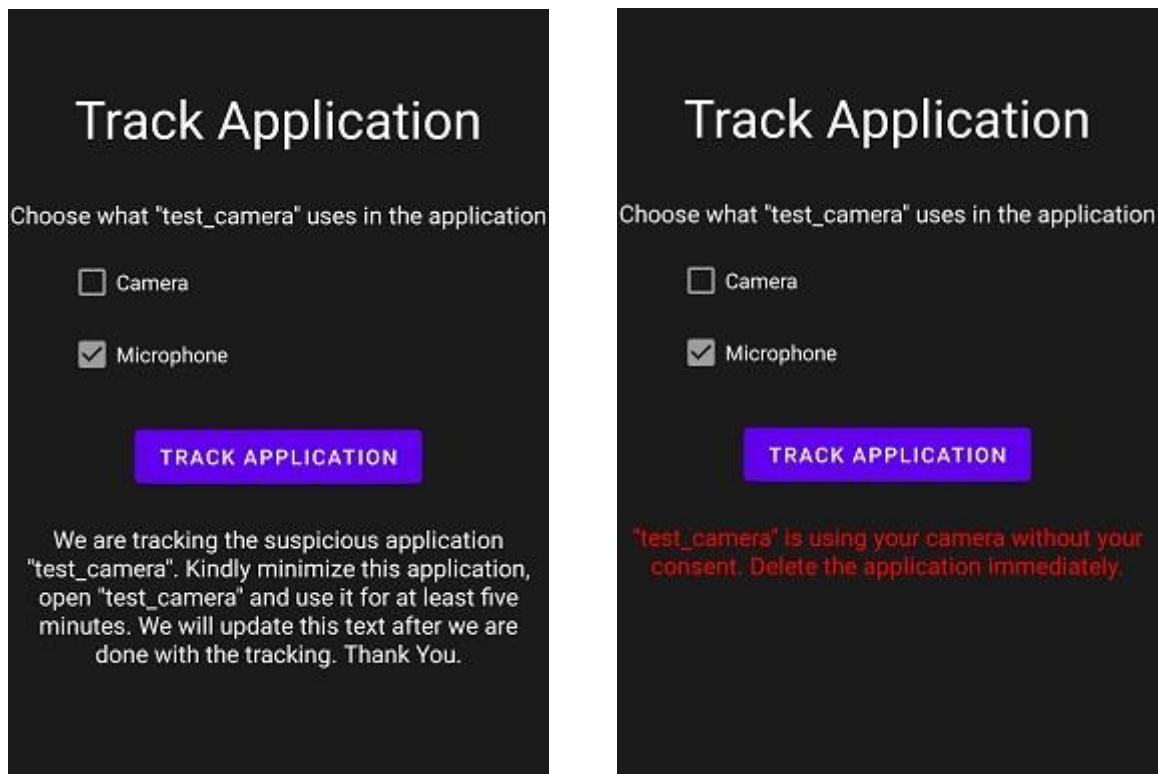 Track Application
Choose what "test_camera" uses in the application
Camera
Microphone
TRACK APPLICATION
We are tracking the suspicious application
"test_camera". Kindly minimize this application,
open "test_camera" and use it for at least five
minutes. We will update this text after we are
done with the tracking. Thank You.
Track Application
Choose what "test_camera" uses in the application
Camera
Microphone
TRACK APPLICATION
"test_camera" is using your camera without your
consent. Delete the application immediately.